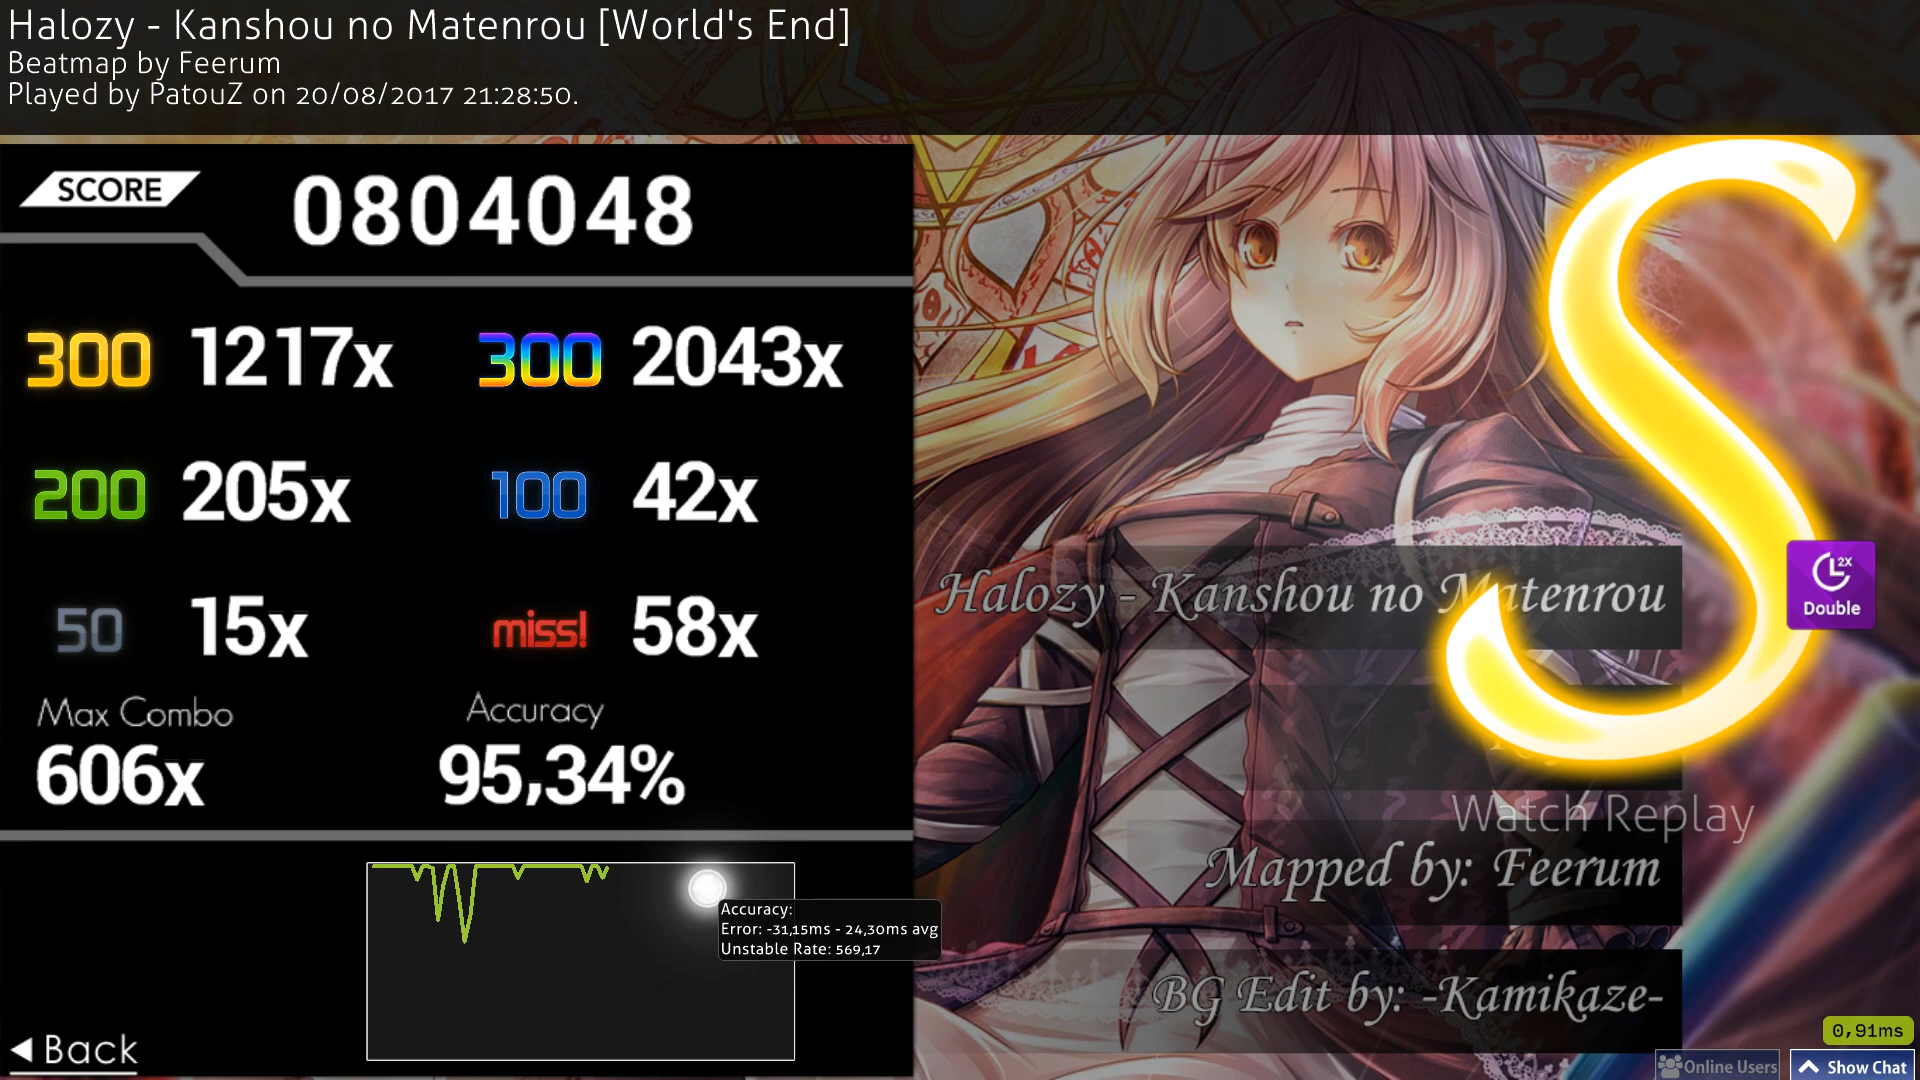 Halozy - Kanshou no Matenrou [World's End]
Beatmap by Feerum
Played by PatouZ on 20/08/2017 21:28:50.
SCORE 0804048
300 1217x 300 2043x
200 205x 100 42x
50 15x miss! 58x
Max Combo Accuracy
606x 95,34%
Halozy - Kanshou no Matenrou
L2X
Double
Watch Replay
Mapped by: Feerum
Accuracy:
Error: -31,15ms - 24,30ms avg
Unstable Rate: 569,17
BG Edit by: -Kamikaze-
0,91ms
Back
Online Users
Show Chat